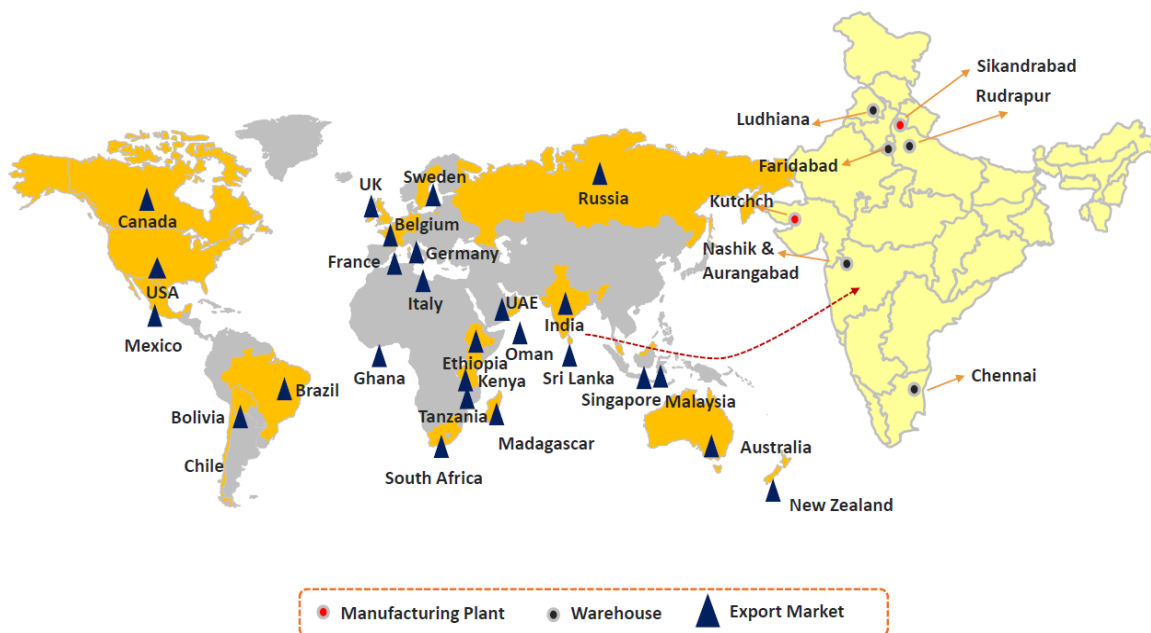 Sikandrabad
Rudrapur
Ludhiana
Faridabad
Kutchch
Nashik &
Aurangabad
Chennai
Canada
USA
Mexico
Brazil
Bolivia
Chile
UK
Sweden
Russia
Belgium
Germany
France
Italy
UAE
Oman
India
Sri Lanka
Ghana
Ethiopia
Kenya
Tanzania
Madagascar
South Africa
Singapore
Malaysia
Australia
New Zealand
Manufacturing Plant
Warehouse
Export Market